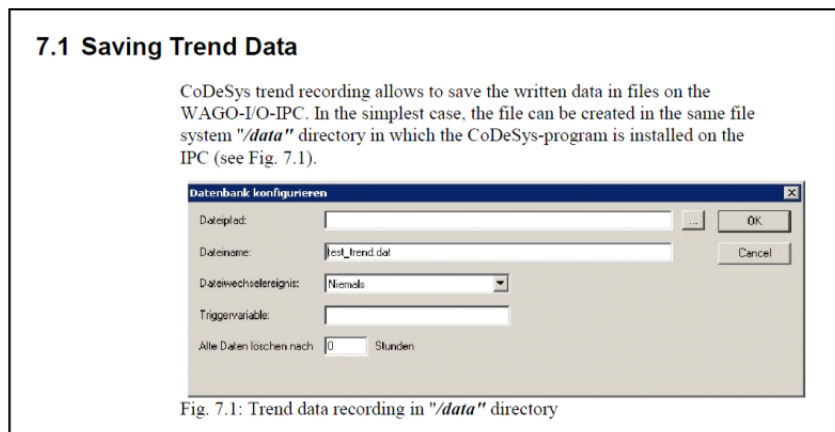 7.1 Saving Trend Data
CoDeSys trend recording allows to save the written data in files on the
WAGO-I/O-IPC. In the simplest case, the file can be created in the same file
system "/data" directory in which the CoDeSys-program is installed on the
IPC (see Fig. 7.1).
Datenbank konfigurieren
Dateipfad: ... OK
Dateiname: test_trend.dat Cancel
Dateiwechselereignis: Niemals
Triggervariable:
Alte Daten löschen nach 0 Stunden
Fig. 7.1: Trend data recording in "/data" directory